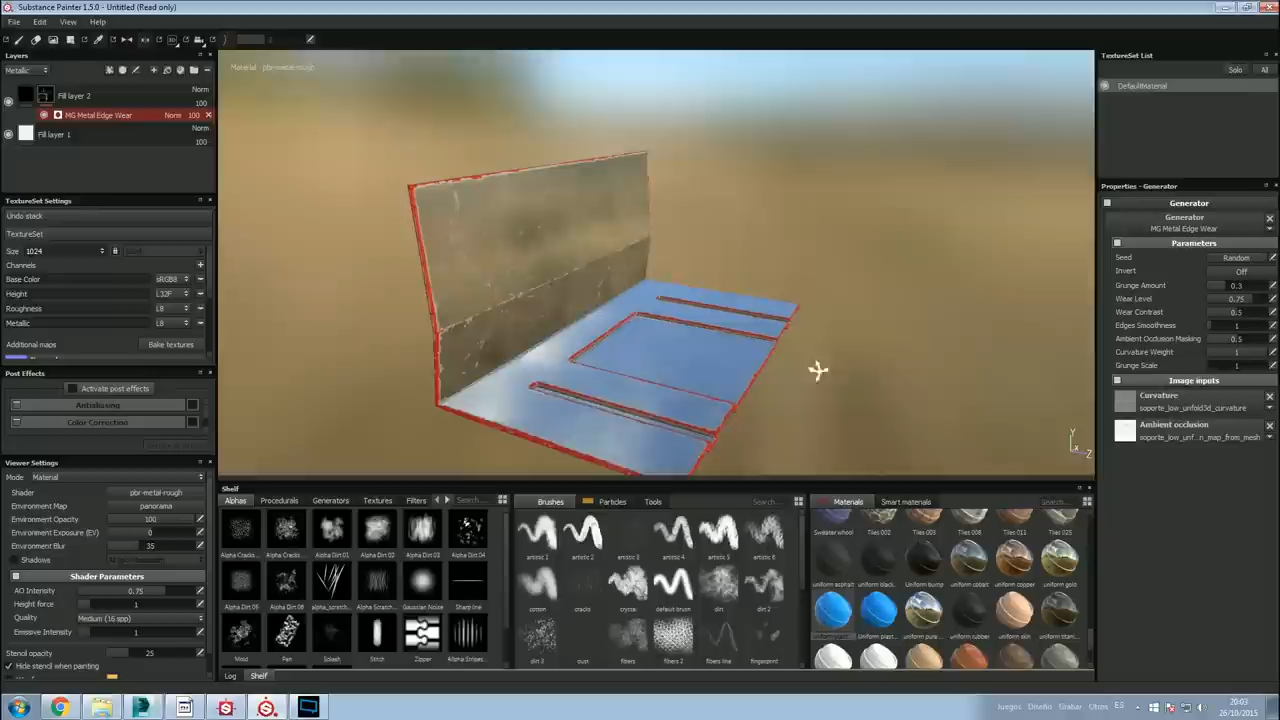 Substance Painter 1.5.0 - Untitled (Read only)
File Edit View Help
Layers
Metallic
Fill layer 2
Norm
100
MG Metal Edge Wear Norm 100
Fill layer 1
Norm
100
TextureSet Settings
Undo stack
TextureSet
Size 1024
Channels
Base Color sRGB8
Height L32F
Roughness L8
Metallic L8
Additional maps Bake textures
Post Effects
Activate post effects
Antialiasing
Color Correction
Viewer Settings
Mode Material
Shader pbr-metal-rough
Environment Map panorama
Environment Opacity 100
Environment Exposure (EV) 0
Environment Blur 35
Shadows
Shader Parameters
AO Intensity 0.75
Height force 1
Quality Medium (16 spp)
Emissive Intensity 1
Stencil opacity 25
Hide stencil when painting
Material : pbr-metal-rough
Y
X
Z
Shelf
Alphas Procedurals Generators Textures Filters Search...
Alpha Cracks... Alpha Cracks... Alpha Dirt 01 Alpha Dirt 02 Alpha Dirt 03 Alpha Dirt 04
Alpha Dirt 05 Alpha Dirt 06 alpha_scratch... Alpha Scratc... Gaussian Noise Sharp line
Mold Pen Splash Stitch Zipper Alpha Stripes...
Log Shelf
Brushes Particles Tools Search...
artistic 1 artistic 2 artistic 3 artistic 4 artistic 5 artistic 6
cotton cracks crystal default brush dirt 1 dirt 2
dirt 3 dust fibers fibers 2 fibers line fingerprint
Materials Smart materials Search...
Sweater wool Tiles 002 Tiles 003 Tiles 008 Tiles 011 Tiles 025
uniform asphalt uniform black... uniform bump uniform cobalt uniform copper uniform gold
uniform plast... uniform pure... uniform rubber uniform skin uniform titani...
TextureSet List
Solo All
DefaultMaterial
Properties - Generator
Generator
Generator
MG Metal Edge Wear
Parameters
Seed Random
Invert Off
Grunge Amount 0.3
Wear Level 0.75
Wear Contrast 0.5
Edges Smoothness 1
Ambient Occlusion Masking 0.5
Curvature Weight 1
Grunge Scale 1
Image inputs
Curvature
soporte_low_unfold3d_curvature
Ambient occlusion
soporte_low_unf...n_map_from_mesh
Juegos Diseño Grabar Otros ES
20:03
26/10/2015